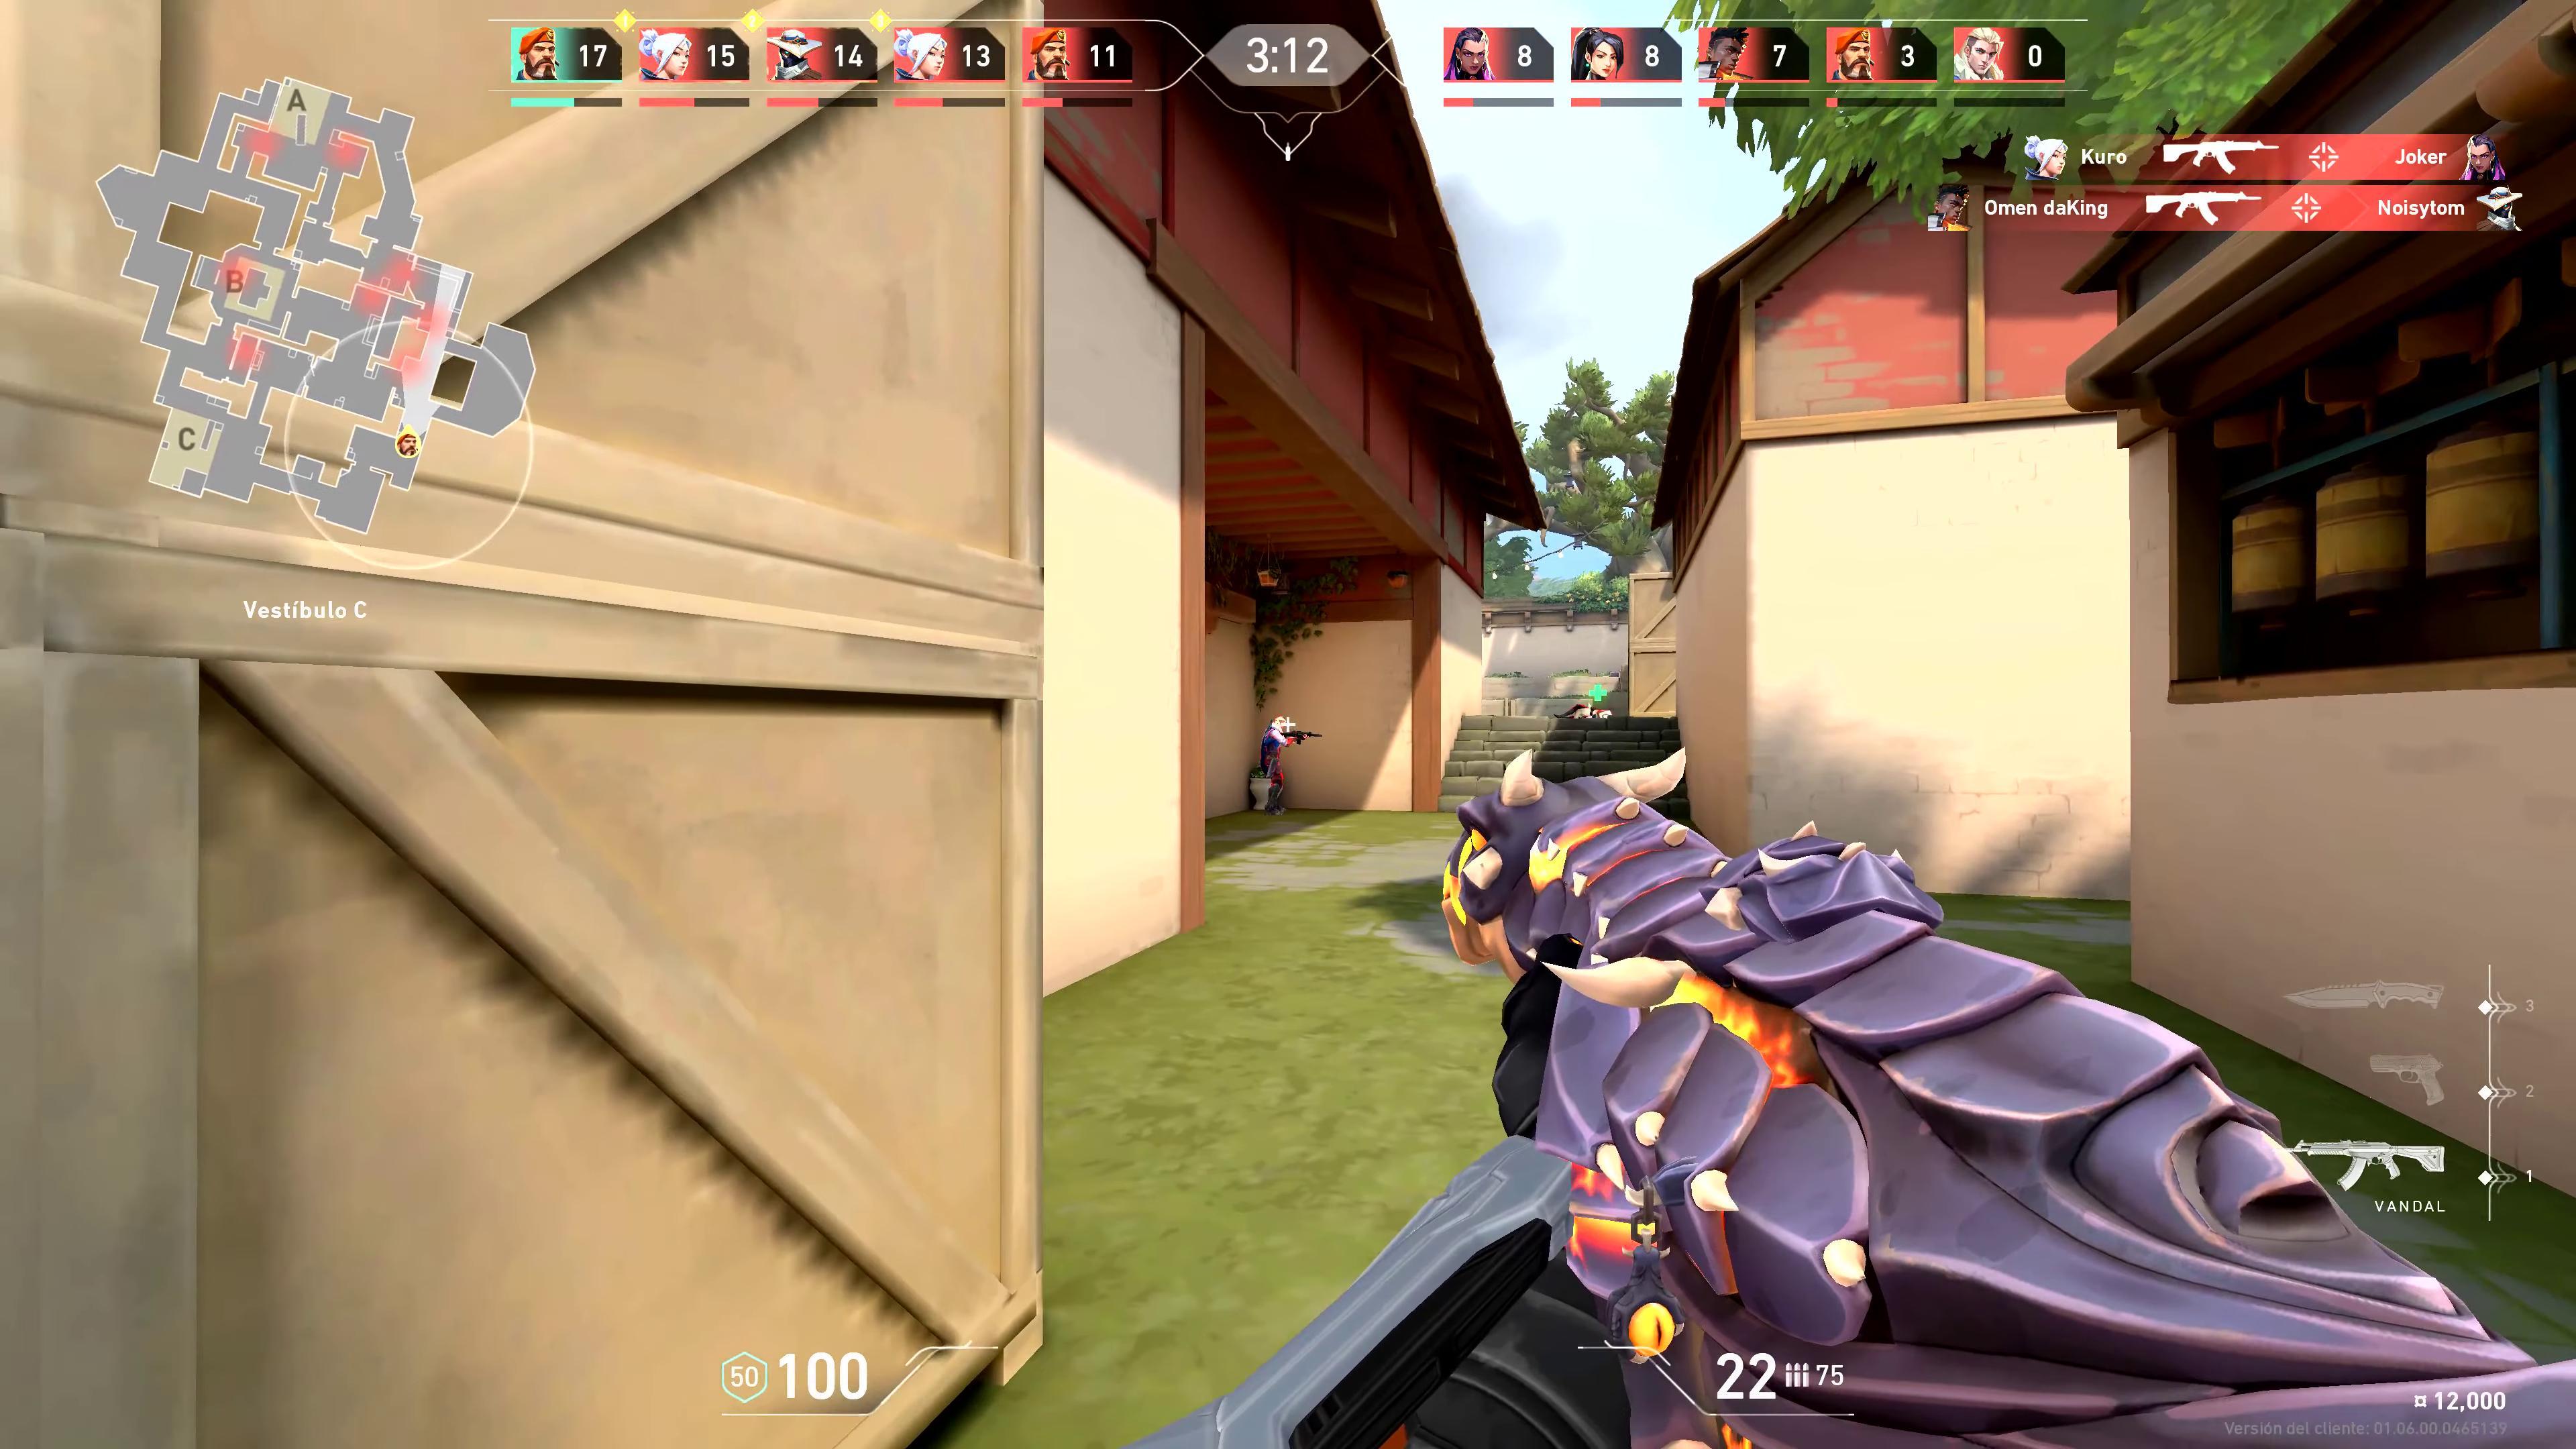 17 15 14 13 11 3:12 8 8 7 3 0
A
Kuro Joker
Omen daKing Noisytom
B
C
Vestíbulo C
3
2
1
VANDAL
50 100 22 75
12,000
Versión del cliente: 01.06.00.0465139